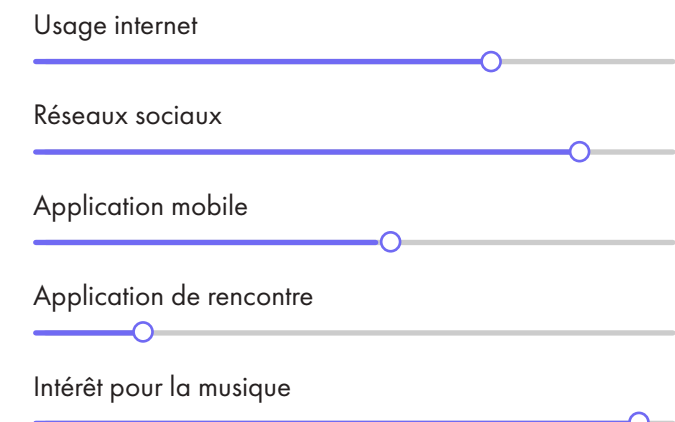 Usage internet
Réseaux sociaux
Application mobile
Application de rencontre
Intérêt pour la musique